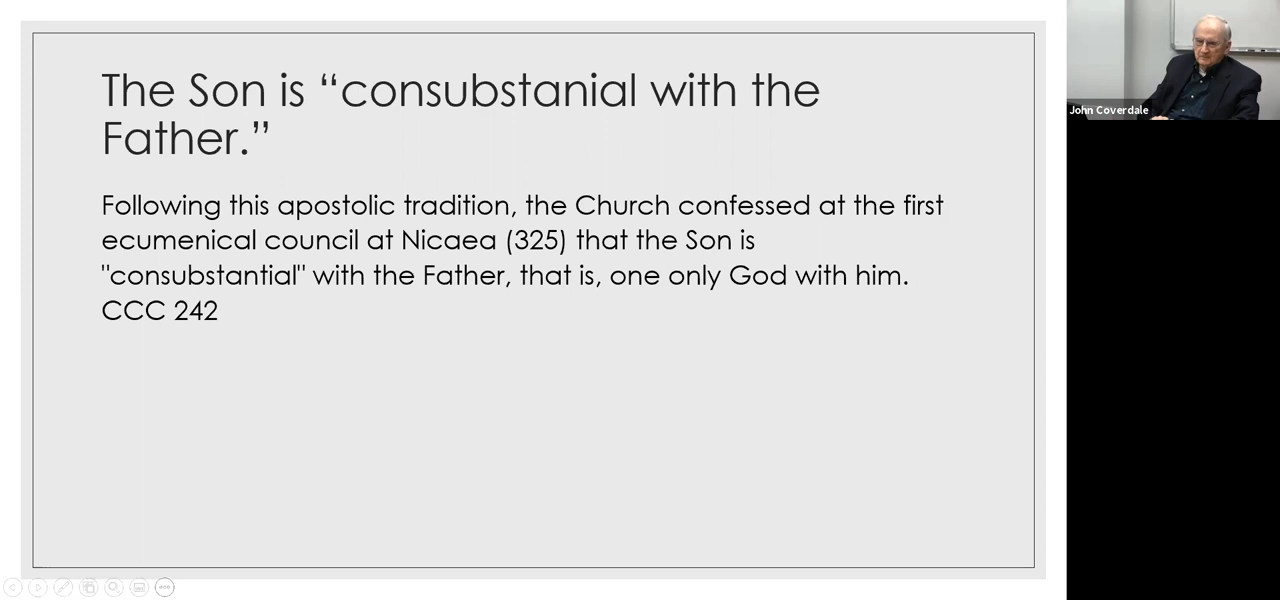 The Son is “consubstanial with the
Father.”
Following this apostolic tradition, the Church confessed at the first
ecumenical council at Nicaea (325) that the Son is
"consubstantial" with the Father, that is, one only God with him.
CCC 242
John Coverdale